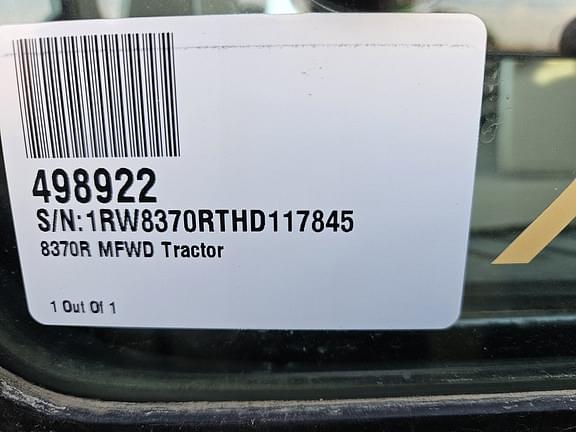 498922
S/N:1RW8370RTHD117845
8370R MFWD Tractor
1 Out Of 1